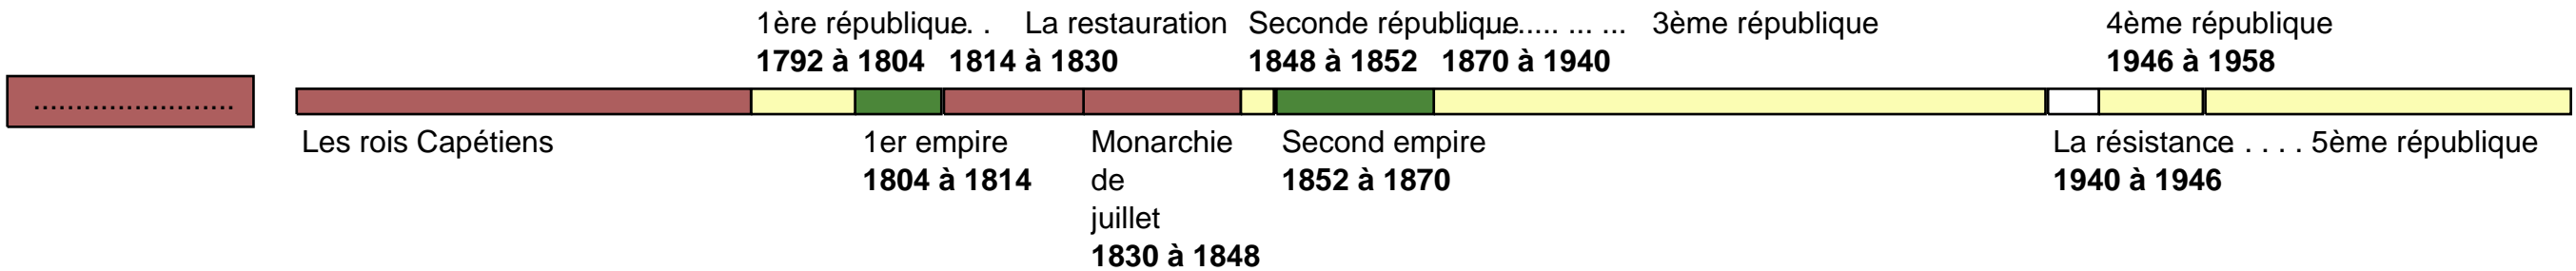 1ère république. . La restauration Seconde république..... ... ... 3ème république 4ème république
1792 à 1804 1814 à 1830 1848 à 1852 1870 à 1940 1946 à 1958
........................
Les rois Capétiens 1er empire Monarchie Second empire La résistance . . . . 5ème république
1804 à 1814 de 1852 à 1870 1940 à 1946
juillet
1830 à 1848